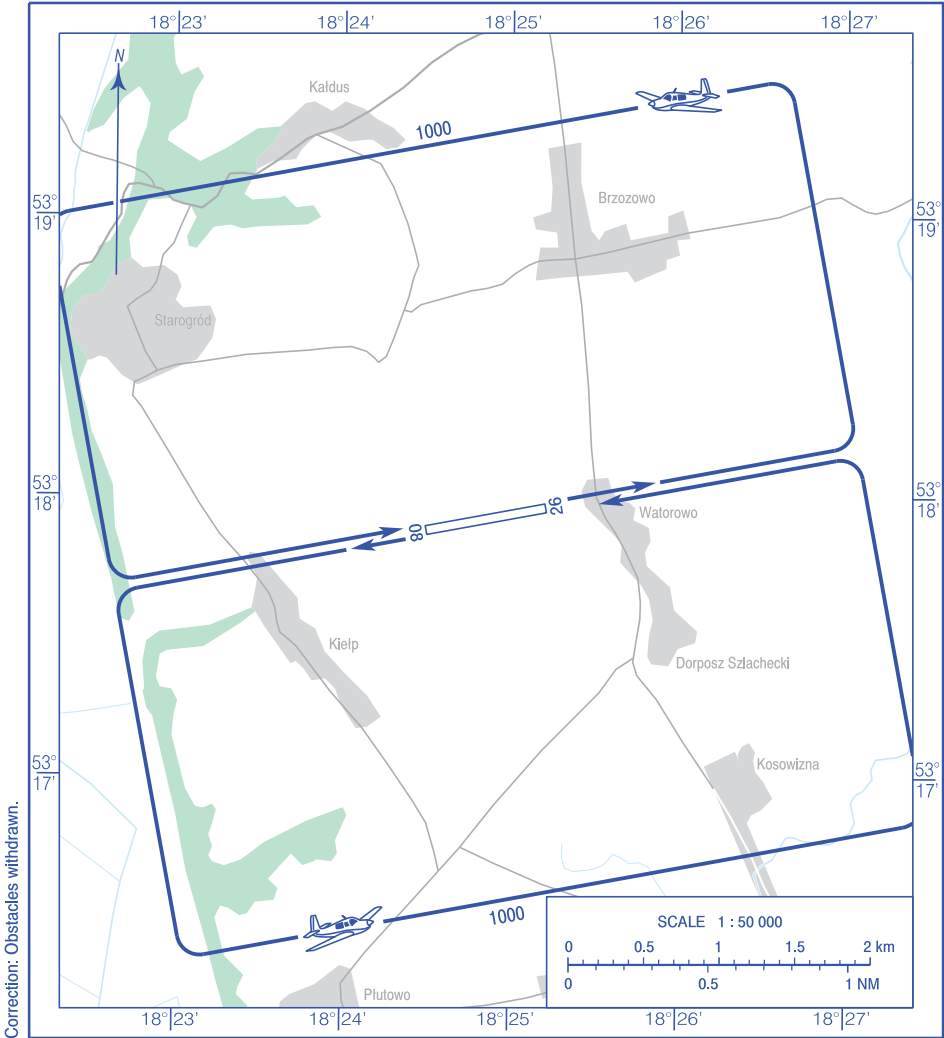 18°23' 18°24' 18°25' 18°26' 18°27'
N
Kałdus
1000
53°
19'
Brzozowo
53°
19'
Starogród
53°
18'
08
26
Watorowo
53°
18'
Kiełp
Dorposz Szlachecki
53°
17'
Kosowizna
53°
17'
1000
SCALE 1 : 50 000
0 0.5 1 1.5 2 km
0 0.5 1 NM
Płutowo
18°23' 18°24' 18°25' 18°26' 18°27'
Correction: Obstacles withdrawn.